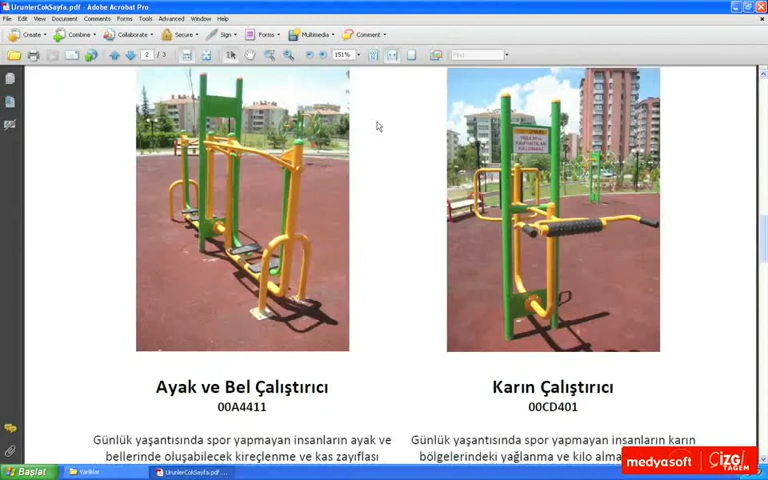 UrunlerCokSayfa.pdf - Adobe Acrobat Pro
File Edit View Document Comments Forms Tools Advanced Window Help
Create Combine Collaborate Secure Sign Forms Multimedia Comment
2 / 3 151% Find
Ayak ve Bel Çalıştırıcı
00A4411
Günlük yaşantısında spor yapmayan insanların ayak ve
bellerinde oluşabilecek kireçlenme ve kas zayıflası
Karın Çalıştırıcı
00CD401
Günlük yaşantısında spor yapmayan insanların karın
bölgelerindeki yağlanma ve kilo alma
medyasoft
ÇİZGİ
TAGEM
Başlat Varliklar UrunlerCokSayfa.pdf ...